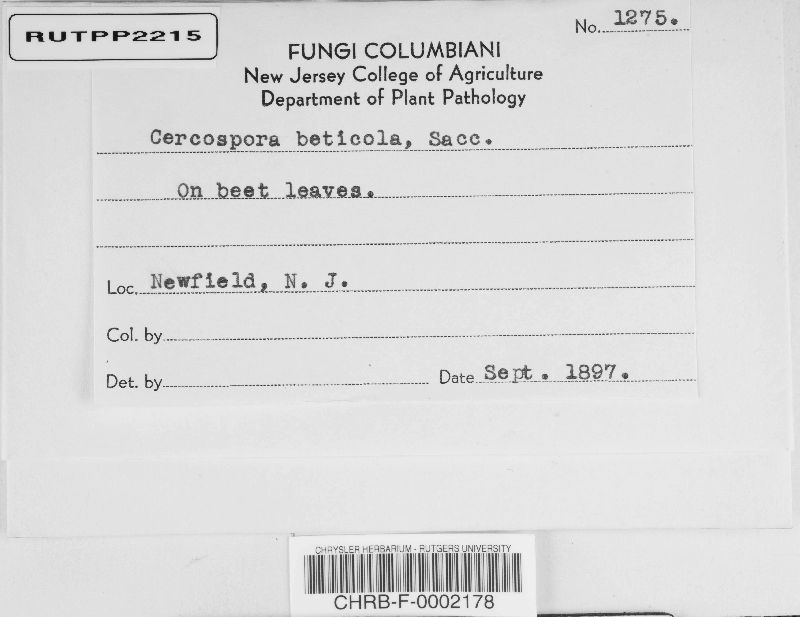 RUTPP2215
No. 1275.
FUNGI COLUMBIANI
New Jersey College of Agriculture
Department of Plant Pathology
Cercospora beticola, Sacc.
On beet leaves.
Loc. Newfield, N. J.
Col. by
Det. by Date Sept. 1897.
CHRYSLER HERBARIUM - RUTGERS UNIVERSITY
CHRB-F-0002178